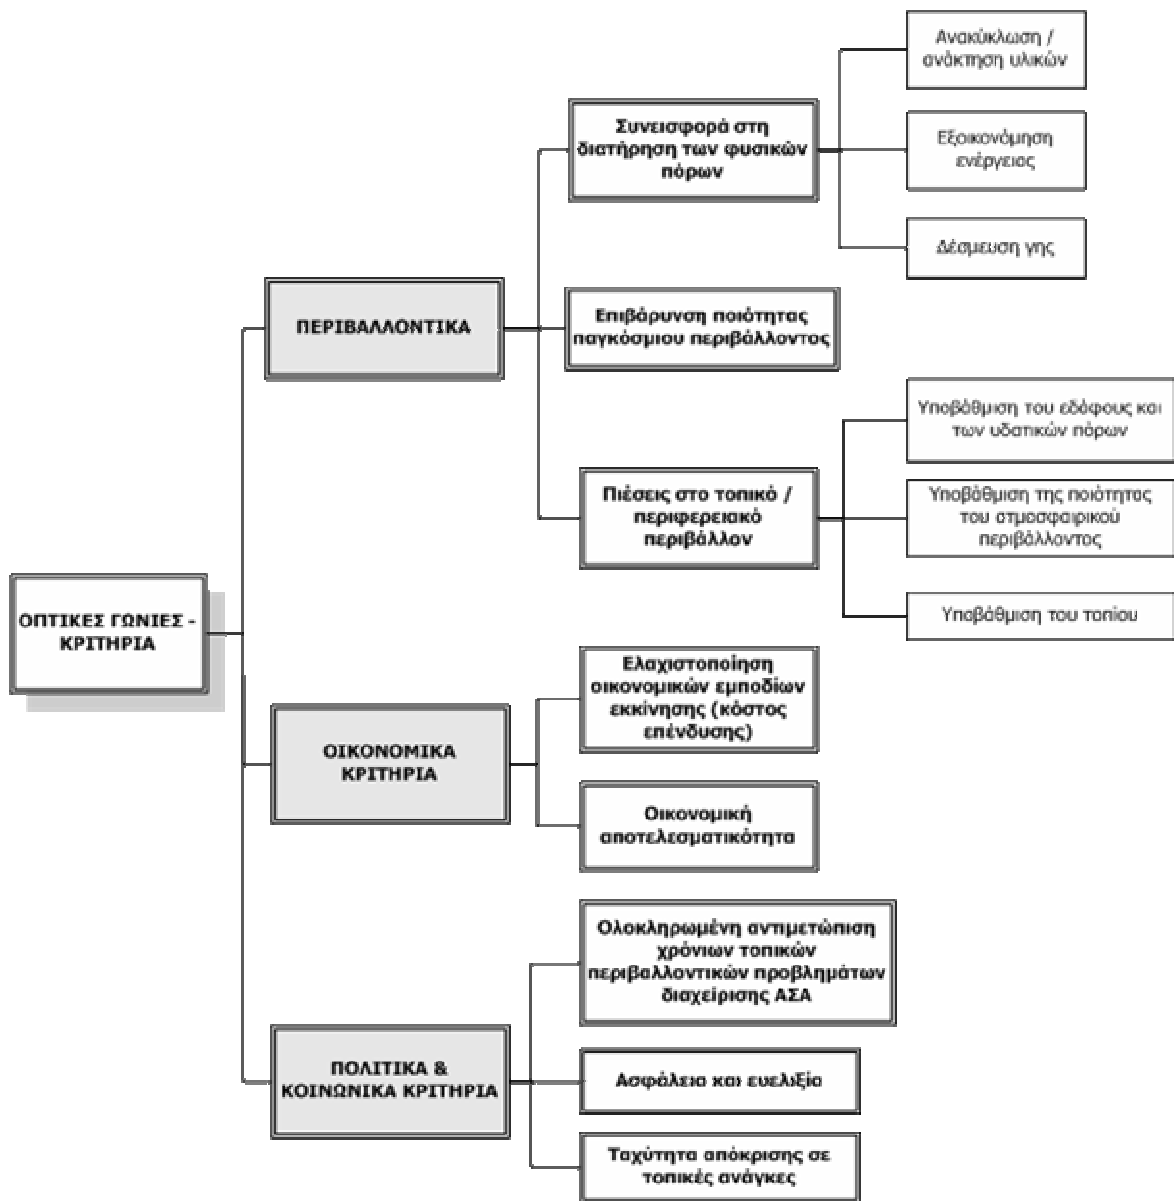 Ανακύκλωση /
ανάκτηση υλικών
Συνεισφορά στη
διατήρηση των φυσικών
πόρων
Εξοικονόμηση
ενέργειας
Δέσμευση γης
ΠΕΡΙΒΑΛΛΟΝΤΙΚΑ
Επιβάρυνση ποιότητας
παγκόσμιου περιβάλλοντος
Υποβάθμιση του εδάφους και
των υδατικών πόρων
Πιέσεις στο τοπικό /
περιφερειακό
περιβάλλον
Υποβάθμιση της ποιότητας
του ατμοσφαιρικού
περιβάλλοντος
Υποβάθμιση του τοπίου
ΟΠΤΙΚΕΣ ΓΩΝΙΕΣ -
ΚΡΙΤΗΡΙΑ
Ελαχιστοποίηση
οικονομικών εμποδίων
εκκίνησης (κόστος
επένδυσης)
ΟΙΚΟΝΟΜΙΚΑ
ΚΡΙΤΗΡΙΑ
Οικονομική
αποτελεσματικότητα
Ολοκληρωμένη αντιμετώπιση
χρόνιων τοπικών
περιβαλλοντικών προβλημάτων
διαχείρισης ΑΣΑ
ΠΟΛΙΤΙΚΑ &
ΚΟΙΝΩΝΙΚΑ ΚΡΙΤΗΡΙΑ
Ασφάλεια και ευελιξία
Ταχύτητα απόκρισης σε
τοπικές ανάγκες